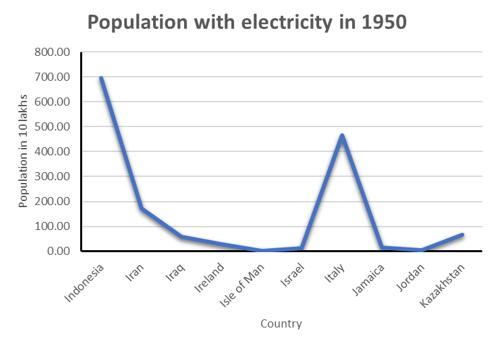 Population with electricity in 1950
800.00
700.00
600.00
500.00
400.00
300.00
200.00
100.00
0.00
Population in 10 lakhs
Indonesia
Iran
Iraq
Ireland
Isle of Man
Israel
Italy
Jamaica
Jordan
Kazakhstan
Country